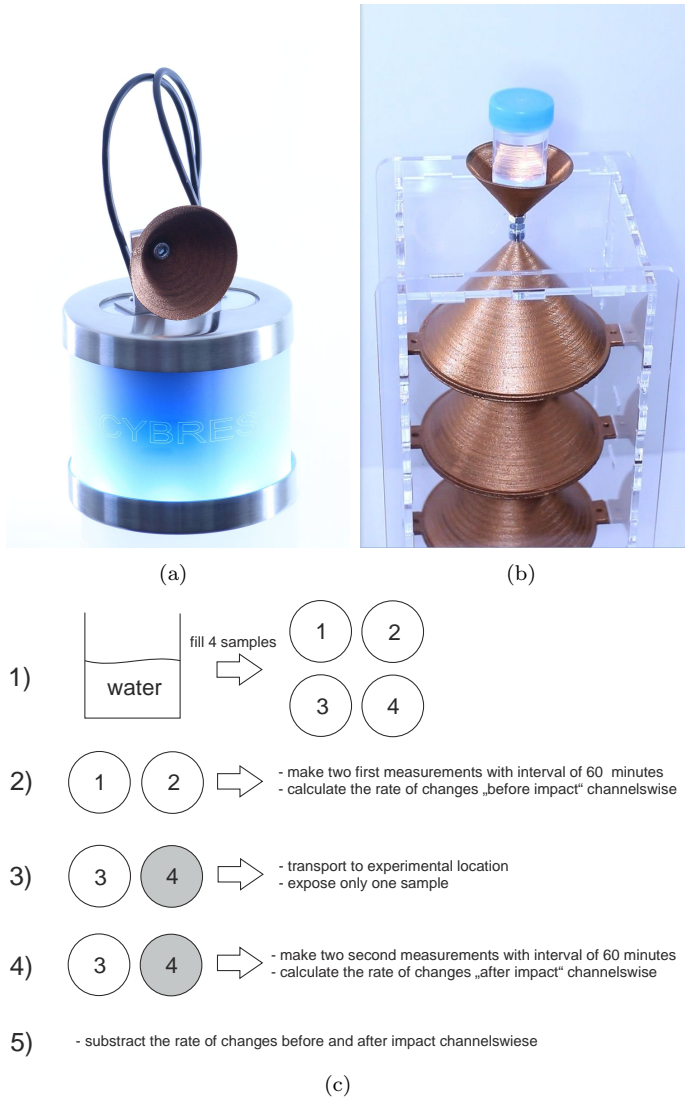 CYBRES
(a)
(b)
1)
water
fill 4 samples
1
2
3
4
2)
1
2
- make two first measurements with interval of 60 minutes
- calculate the rate of changes „before impact“ channelswise
3)
3
4
- transport to experimental location
- expose only one sample
4)
3
4
- make two second measurements with interval of 60 minutes
- calculate the rate of changes „after impact“ channelswise
5)
- substract the rate of changes before and after impact channelswiese
(c)